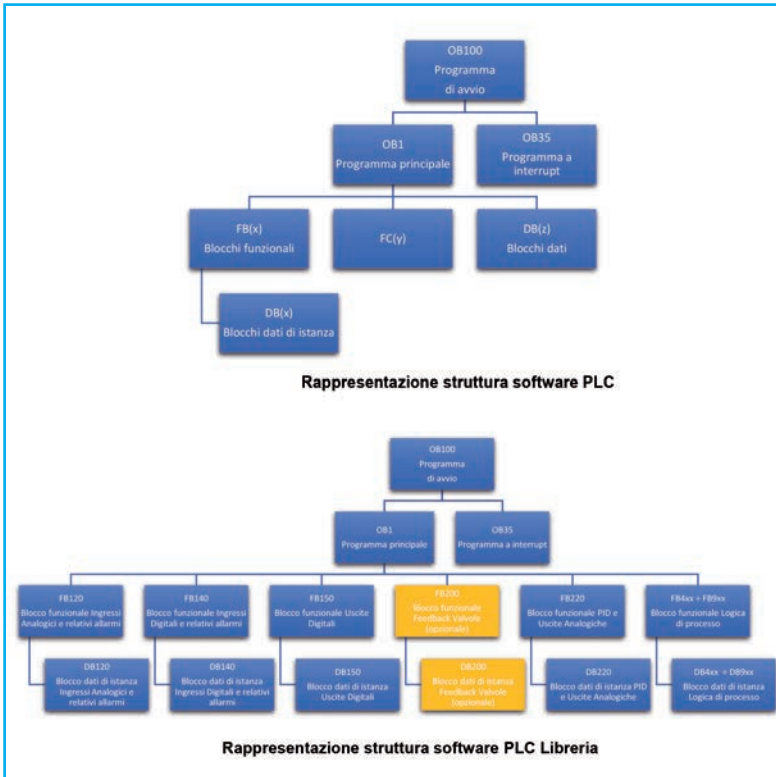 OB100
Programma
di avvio
OB1
Programma principale
OB35
Programma a
interrupt
FB(x)
Blocchi funzionali
FC(y)
DB(z)
Blocchi dati
DB(x)
Blocchi dati di istanza
Rappresentazione struttura software PLC
OB100
Programma
di avvio
OB1
Programma principale
OB35
Programma a interrupt
FB120
Blocco funzionale Ingressi
Analogici e relativi allarmi
FB140
Blocco funzionale Ingressi
Digitali e relativi allarmi
FB150
Blocco funzionale Uscite
Digitali
FB200
Blocco funzionale
Feedback Valvole
(opzionale)
FB220
Blocco funzionale PID e
Uscite Analogiche
FB4xx ÷ FB9xx
Blocco funzionale Logica
di processo
DB120
Blocco dati di istanza
Ingressi Analogici e
relativi allarmi
DB140
Blocco dati di istanza
Ingressi Digitali e relativi
allarmi
DB150
Blocco dati di istanza
Uscite Digitali
DB200
Blocco dati di istanza
Feedback Valvole
(opzionale)
DB220
Blocco dati di istanza PID
e Uscite Analogiche
DB4xx ÷ DB9xx
Blocco dati di istanza
Logica di processo
Rappresentazione struttura software PLC Libreria